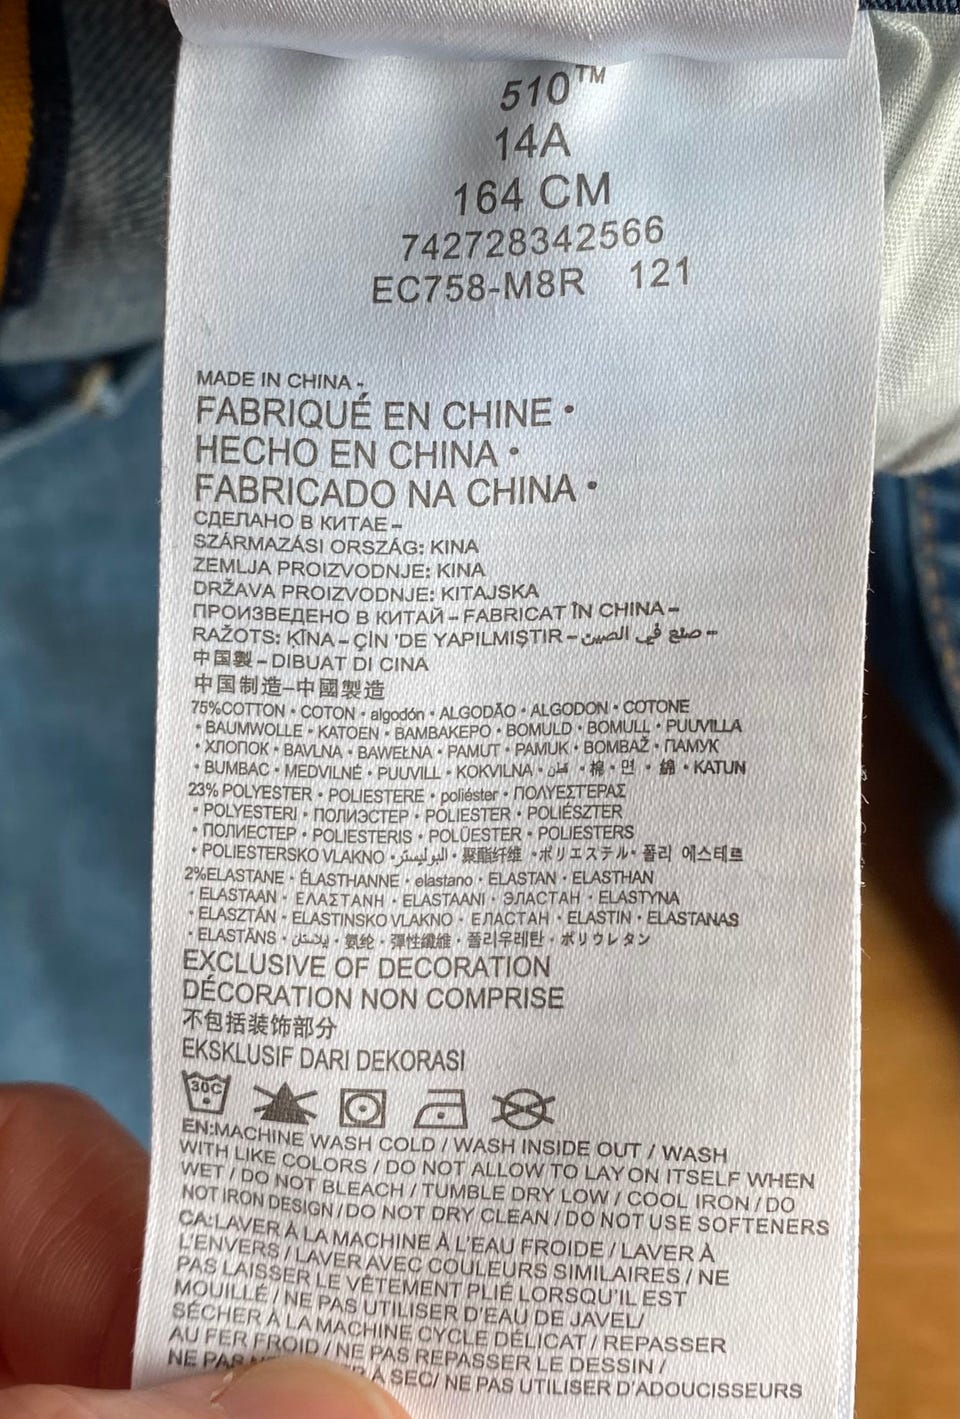 510™
14A
164 CM
742728342566
EC758-M8R 121
MADE IN CHINA -
FABRIQUÉ EN CHINE •
HECHO EN CHINA •
FABRICADO NA CHINA •
СДЕЛАНО В КИТАЕ –
SZÁRMAZÁSI ORSZÁG: KINA
ZEMLJA PROIZVODNJE: KINA
DRŽAVA PROIZVODNJE: KITAJSKA
ПРОИЗВЕДЕНО В КИТАЙ – FABRICAT ÎN CHINA –
RAŽOTS: ĶĪNA – ÇİN 'DE YAPILMIŞTIR – صنع في الصين –
中国製 – DIBUAT DI CINA
中国制造–中國製造
75%COTTON • COTON • algodón • ALGODÃO • ALGODON • COTONE
• BAUMWOLLE • KATOEN • BAMBAKEPO • BOMULD • BOMULL • PUUVILLA
• ХЛОПОК • BAVLNA • BAWEŁNA • PAMUT • PAMUK • BOMBAŽ • ПАМУК
• BUMBAC • MEDVILNĖ • PUUVILL • KOKVILNA • قطن • 棉 • 면 • 綿 • KATUN
23% POLYESTER • POLIESTERE • poliéster • ΠΟΛΥΕΣΤΕΡΑΣ
• POLYESTERI • ПОЛИЭСТЕР • POLIESTER • POLIÉSZTER
• ПОЛИЕСТЕР • POLIESTERIS • POLÜESTER • POLIESTERS
• POLIESTERSKO VLAKNO • البوليستر • 聚酯纤维 • ポリエステル • 폴리 에스테르
2%ELASTANE • ÉLASTHANNE • elastano • ELASTAN • ELASTHAN
• ELASTAAN • ΕΛΑΣΤΑΝΗ • ELASTAANI • ЭЛАСТАН • ELASTYNA
• ELASZTÁN • ELASTINSKO VLAKNO • ЕЛАСТАН • ELASTIN • ELASTANAS
• ELASTĀNS • يلاستان • 氨纶 • 彈性纖維 • 폴리우레탄 • ポリウレタン
EXCLUSIVE OF DECORATION
DÉCORATION NON COMPRISE
不包括装饰部分
EKSKLUSIF DARI DEKORASI
30C
EN:MACHINE WASH COLD / WASH INSIDE OUT / WASH
WITH LIKE COLORS / DO NOT ALLOW TO LAY ON ITSELF WHEN
WET / DO NOT BLEACH / TUMBLE DRY LOW / COOL IRON / DO
NOT IRON DESIGN / DO NOT DRY CLEAN / DO NOT USE SOFTENERS
CA:LAVER À LA MACHINE À L'EAU FROIDE / LAVER À
L'ENVERS / LAVER AVEC COULEURS SIMILAIRES / NE
PAS LAISSER LE VÊTEMENT PLIÉ LORSQU'IL EST
MOUILLÉ / NE PAS UTILISER D'EAU DE JAVEL/
SÉCHER À LA MACHINE CYCLE DÉLICAT / REPASSER
AU FER FROID / NE PAS REPASSER LE DESSIN /
NE PAS À SEC/ NE PAS UTILISER D'ADOUCISSEURS